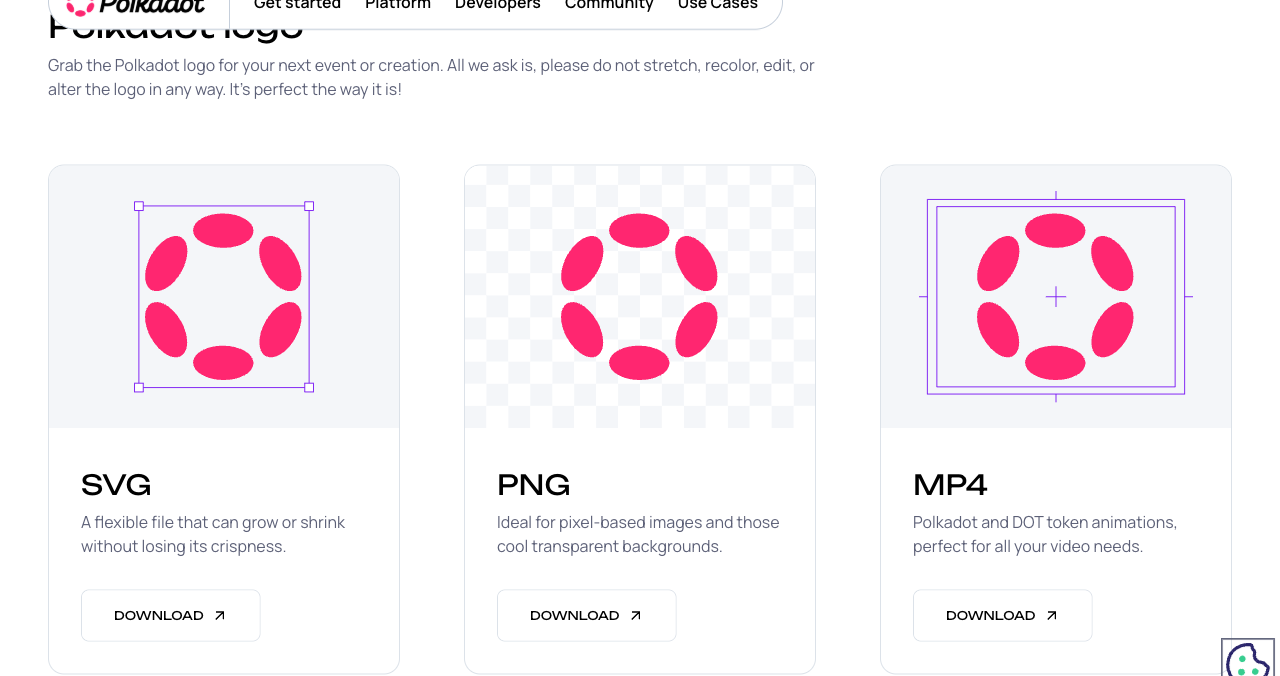 Polkadot
Get started Platform Developers Community Use Cases
Polkadot logo
Grab the Polkadot logo for your next event or creation. All we ask is, please do not stretch, recolor, edit, or
alter the logo in any way. It's perfect the way it is!
SVG
A flexible file that can grow or shrink
without losing its crispness.
DOWNLOAD
PNG
Ideal for pixel-based images and those
cool transparent backgrounds.
DOWNLOAD
MP4
Polkadot and DOT token animations,
perfect for all your video needs.
DOWNLOAD